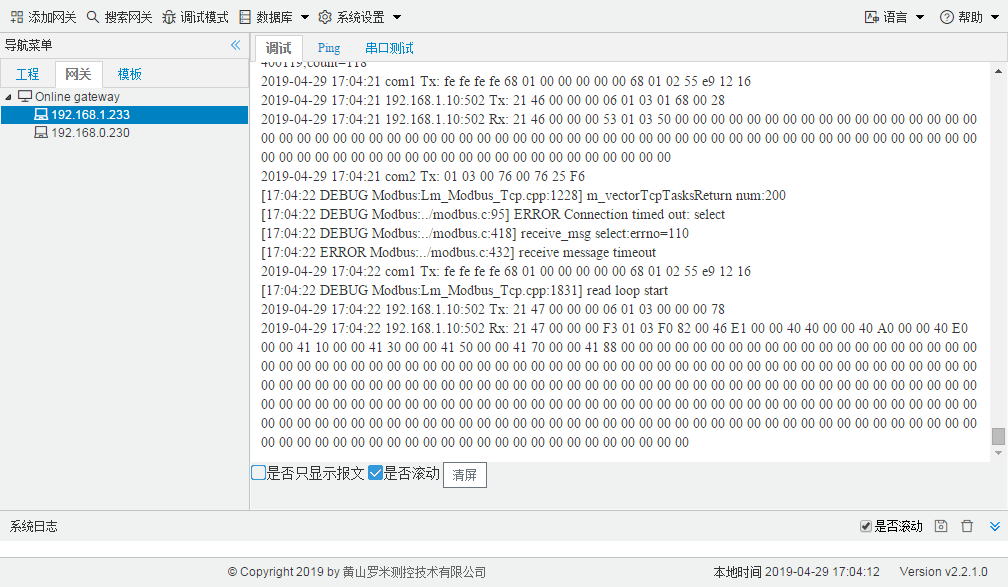 添加网关 搜索网关 调试模式 数据库 系统设置 语言 帮助
导航菜单
工程 网关 模板
Online gateway
192.168.1.233
192.168.0.230
调试 Ping 串口测试
400119,count=118
2019-04-29 17:04:21 com1 Tx: fe fe fe fe 68 01 00 00 00 00 00 68 01 02 55 e9 12 16
2019-04-29 17:04:21 192.168.1.10:502 Tx: 21 46 00 00 00 06 01 03 01 68 00 28
2019-04-29 17:04:21 192.168.1.10:502 Rx: 21 46 00 00 00 53 01 03 50 00 00 00 00 00 00 00 00 00 00 00 00 00 00 00 00 00
00 00 00 00 00 00 00 00 00 00 00 00 00 00 00 00 00 00 00 00 00 00 00 00 00 00 00 00 00 00 00 00 00 00 00 00 00 00 00 00
00 00 00 00 00 00 00 00 00 00 00 00 00 00 00 00 00 00 00 00 00 00 00
2019-04-29 17:04:21 com2 Tx: 01 03 00 76 00 76 25 F6
[17:04:22 DEBUG Modbus:Lm_Modbus_Tcp.cpp:1228] m_vectorTcpTasksReturn num:200
[17:04:22 DEBUG Modbus:../modbus.c:95] ERROR Connection timed out: select
[17:04:22 DEBUG Modbus:../modbus.c:418] receive_msg select:errno=110
[17:04:22 ERROR Modbus:../modbus.c:432] receive message timeout
2019-04-29 17:04:22 com1 Tx: fe fe fe fe 68 01 00 00 00 00 00 68 01 02 55 e9 12 16
[17:04:22 DEBUG Modbus:Lm_Modbus_Tcp.cpp:1831] read loop start
2019-04-29 17:04:22 192.168.1.10:502 Tx: 21 47 00 00 00 06 01 03 00 00 00 78
2019-04-29 17:04:22 192.168.1.10:502 Rx: 21 47 00 00 00 F3 01 03 F0 82 00 46 E1 00 00 40 40 00 00 40 A0 00 00 40 E0
00 00 41 10 00 00 41 30 00 00 41 50 00 00 41 70 00 00 41 88 00 00 00 00 00 00 00 00 00 00 00 00 00 00 00 00 00 00 00 00
00 00 00 00 00 00 00 00 00 00 00 00 00 00 00 00 00 00 00 00 00 00 00 00 00 00 00 00 00 00 00 00 00 00 00 00 00 00 00 00
00 00 00 00 00 00 00 00 00 00 00 00 00 00 00 00 00 00 00 00 00 00 00 00 00 00 00 00 00 00 00 00 00 00 00 00 00 00 00 00
00 00 00 00 00 00 00 00 00 00 00 00 00 00 00 00 00 00 00 00 00 00 00 00 00 00 00 00 00 00 00 00 00 00 00 00 00 00 00 00
00 00 00 00 00 00 00 00 00 00 00 00 00 00 00 00 00 00 00 00 00 00 00 00 00 00 00 00 00 00 00 00 00 00 00 00 00 00 00 00
00 00 00 00 00 00 00 00 00 00 00 00 00 00 00 00 00 00 00 00 00 00 00 00
是否只显示报文 是否滚动 清屏
系统日志 是否滚动
© Copyright 2019 by 黄山罗米测控技术有限公司 本地时间 2019-04-29 17:04:12 Version v2.2.1.0